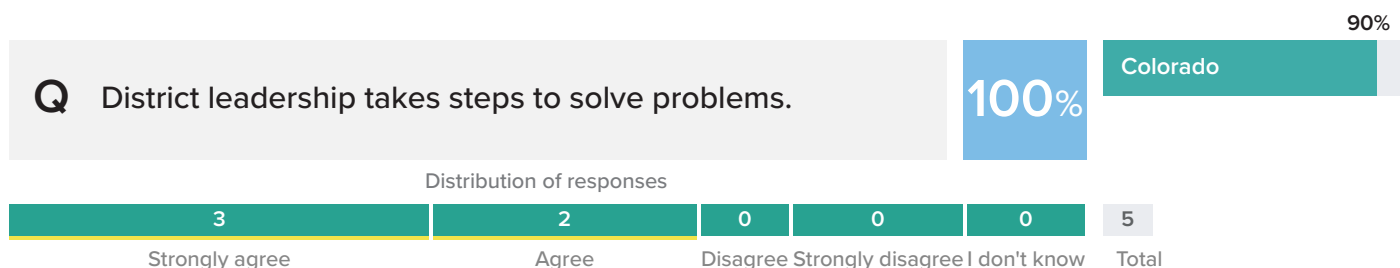 90%
Q District leadership takes steps to solve problems.
100%
Colorado
Distribution of responses
3 2 0 0 0 5
Strongly agree Agree Disagree Strongly disagree I don't know Total